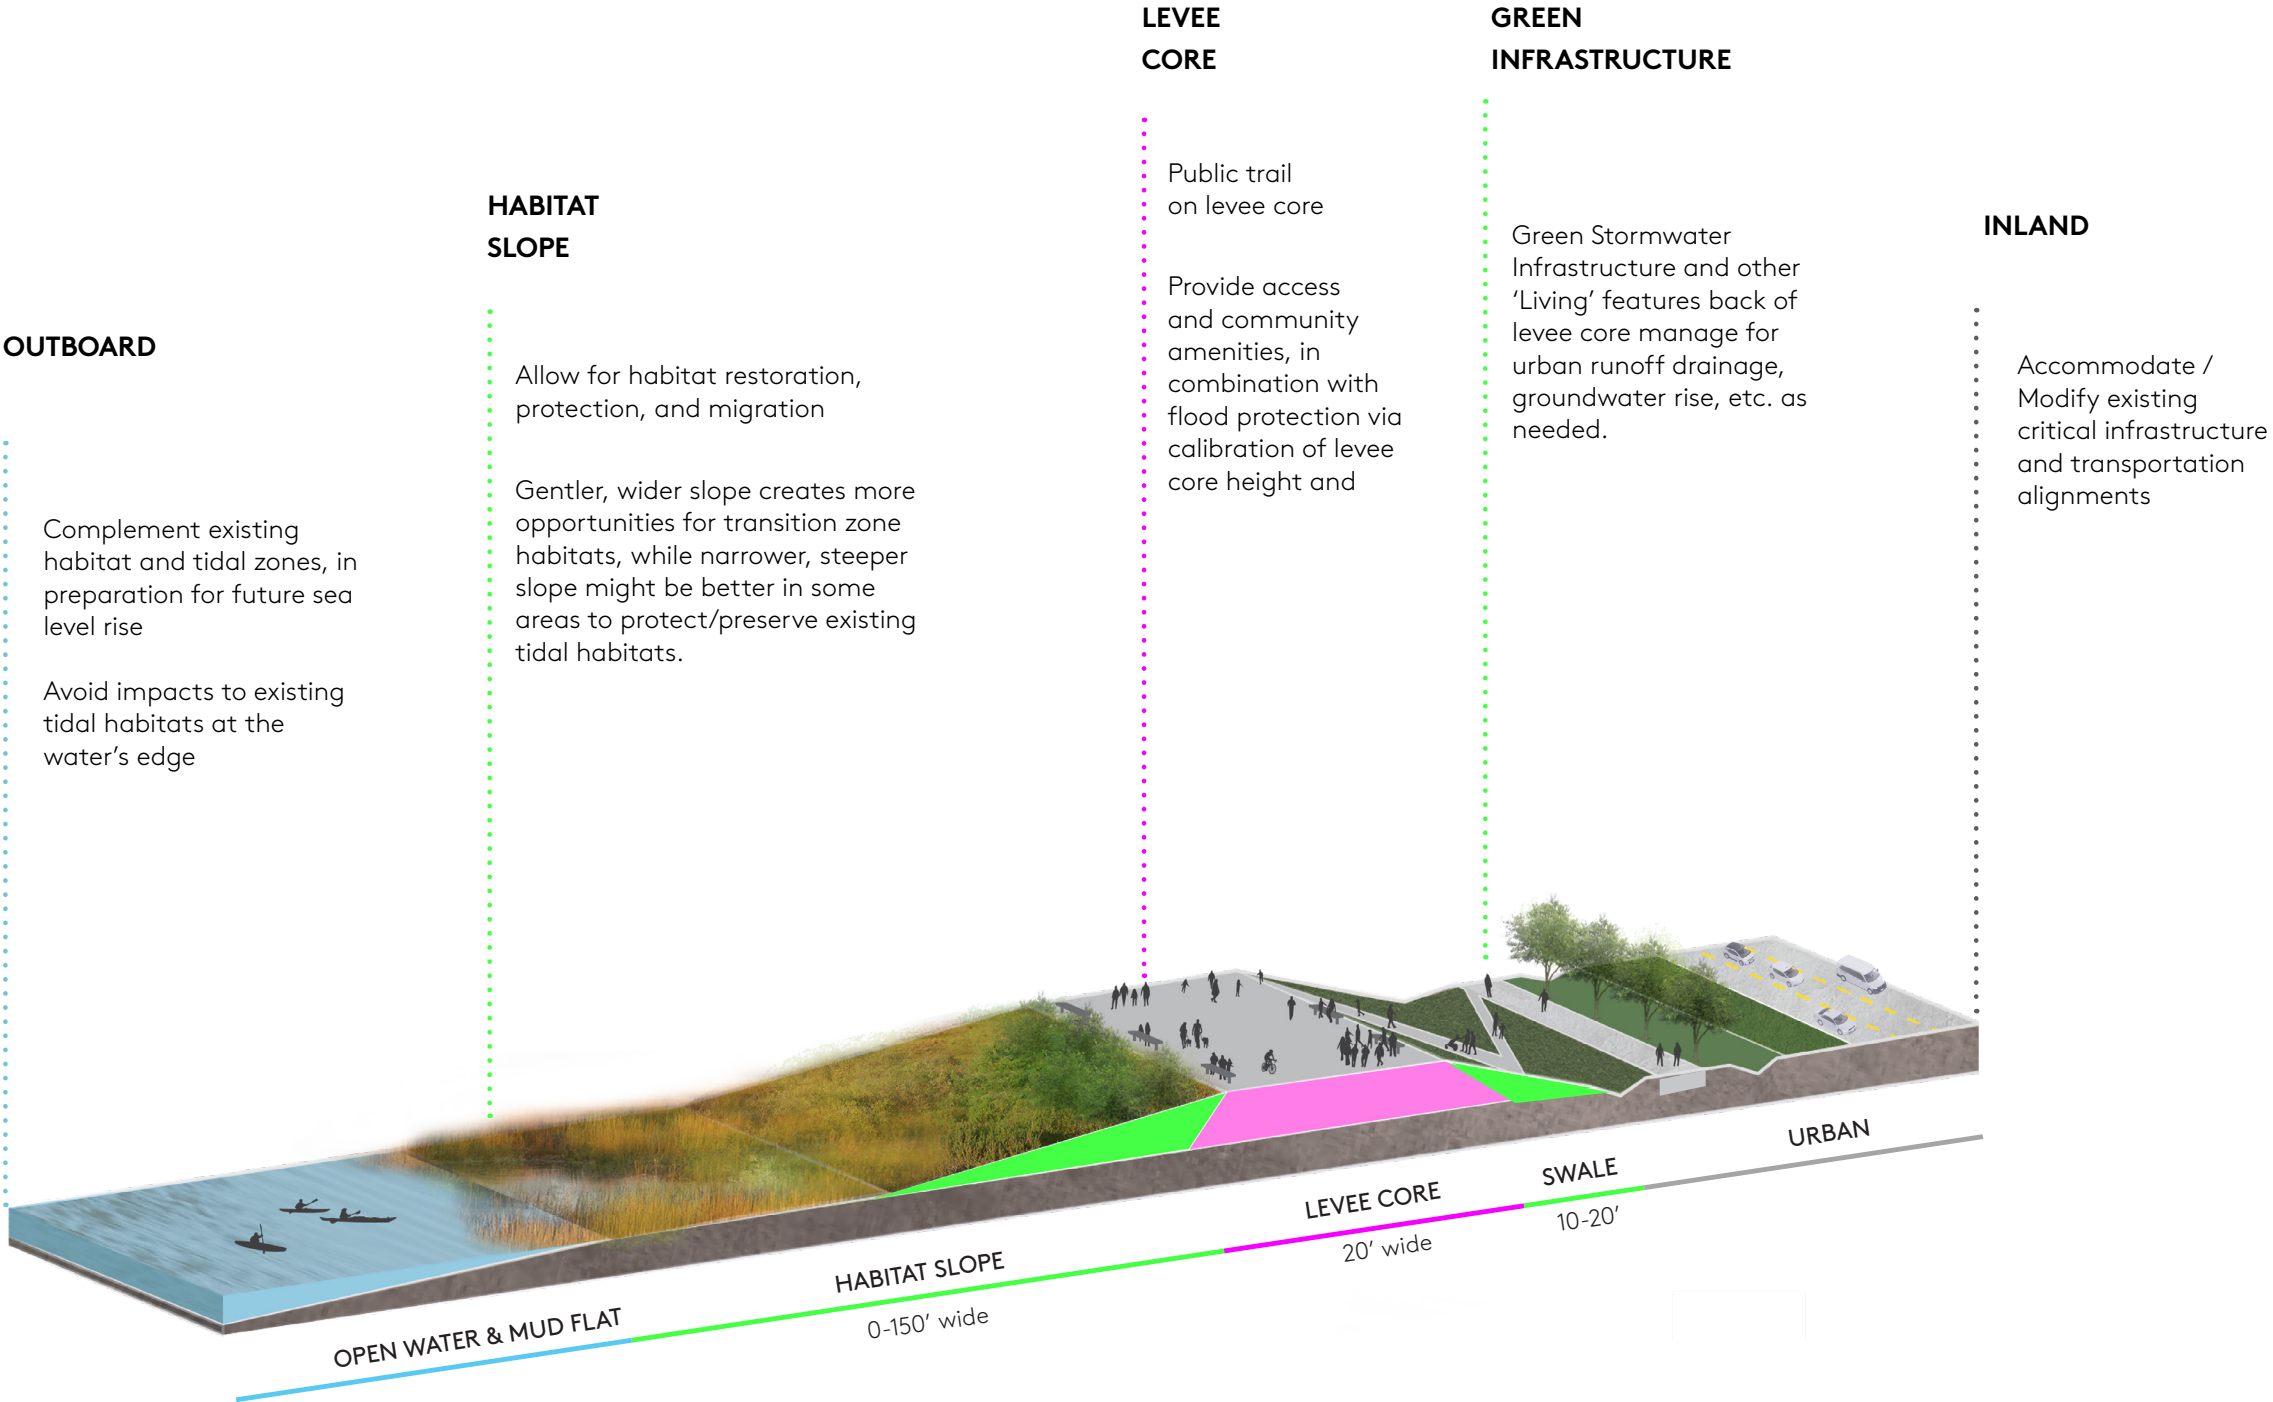 OUTBOARD
Complement existing
habitat and tidal zones, in
preparation for future sea
level rise
Avoid impacts to existing
tidal habitats at the
water's edge
HABITAT
SLOPE
Allow for habitat restoration,
protection, and migration
Gentler, wider slope creates more
opportunities for transition zone
habitats, while narrower, steeper
slope might be better in some
areas to protect/preserve existing
tidal habitats.
LEVEE
CORE
Public trail
on levee core
Provide access
and community
amenities, in
combination with
flood protection via
calibration of levee
core height and
GREEN
INFRASTRUCTURE
Green Stormwater
Infrastructure and other
‘Living’ features back of
levee core manage for
urban runoff drainage,
groundwater rise, etc. as
needed.
INLAND
Accommodate /
Modify existing
critical infrastructure
and transportation
alignments
OPEN WATER & MUD FLAT
HABITAT SLOPE
0-150’ wide
LEVEE CORE
20’ wide
SWALE
10-20’
URBAN